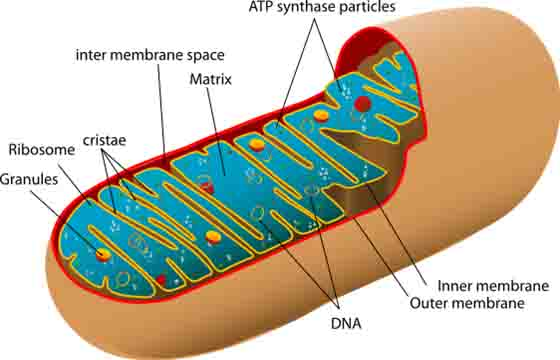 ATP synthase particles
inter membrane space
Matrix
cristae
Ribosome
Granules
Inner membrane
Outer membrane
DNA